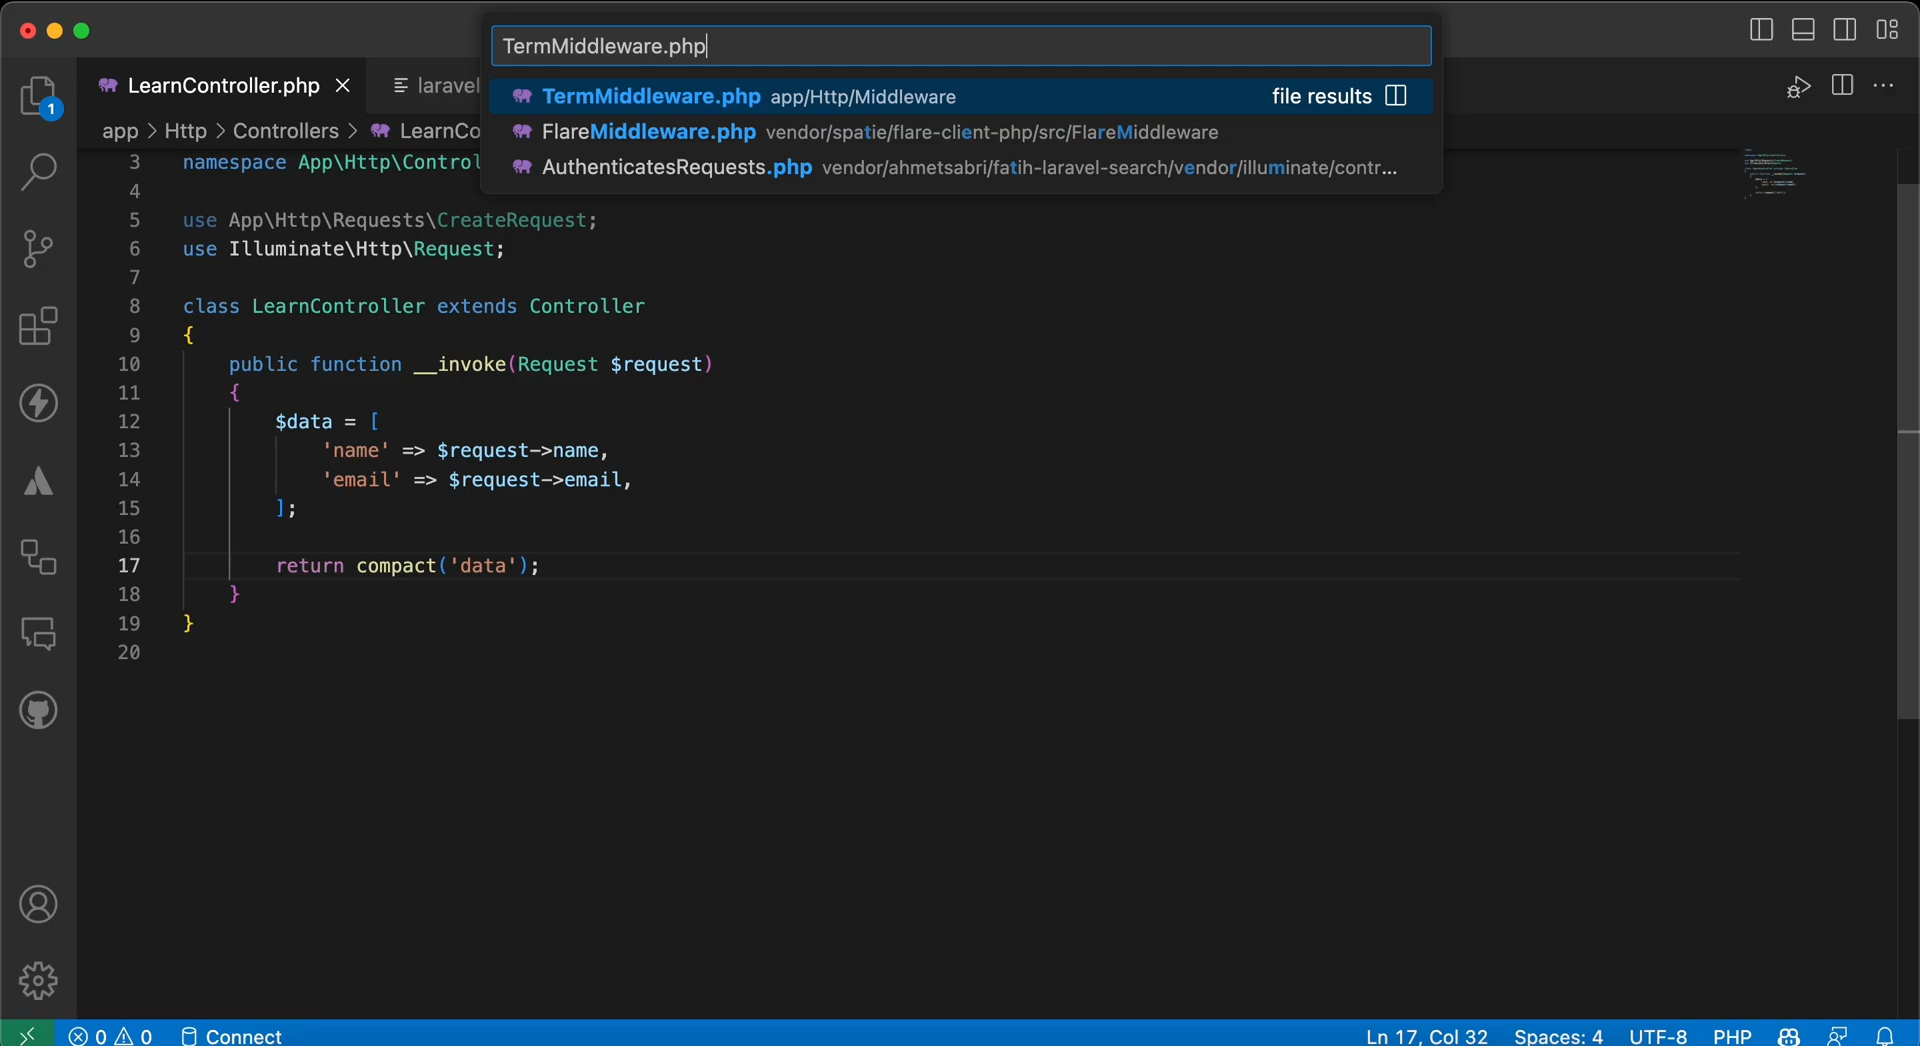 TermMiddleware.php
LearnController.php
laravel
TermMiddleware.php app/Http/Middleware file results
FlareMiddleware.php vendor/spatie/flare-client-php/src/FlareMiddleware
AuthenticatesRequests.php vendor/ahmetsabri/fatih-laravel-search/vendor/illuminate/contr...
1
app > Http > Controllers > LearnCo
3 namespace App\Http\Control
4
5 use App\Http\Requests\CreateRequest;
6 use Illuminate\Http\Request;
7
8 class LearnController extends Controller
9 {
10 public function __invoke(Request $request)
11 {
12 $data = [
13 'name' => $request->name,
14 'email' => $request->email,
15 ];
16
17 return compact('data');
18 }
19 }
20
0 0 Connect Ln 17, Col 32 Spaces: 4 UTF-8 PHP